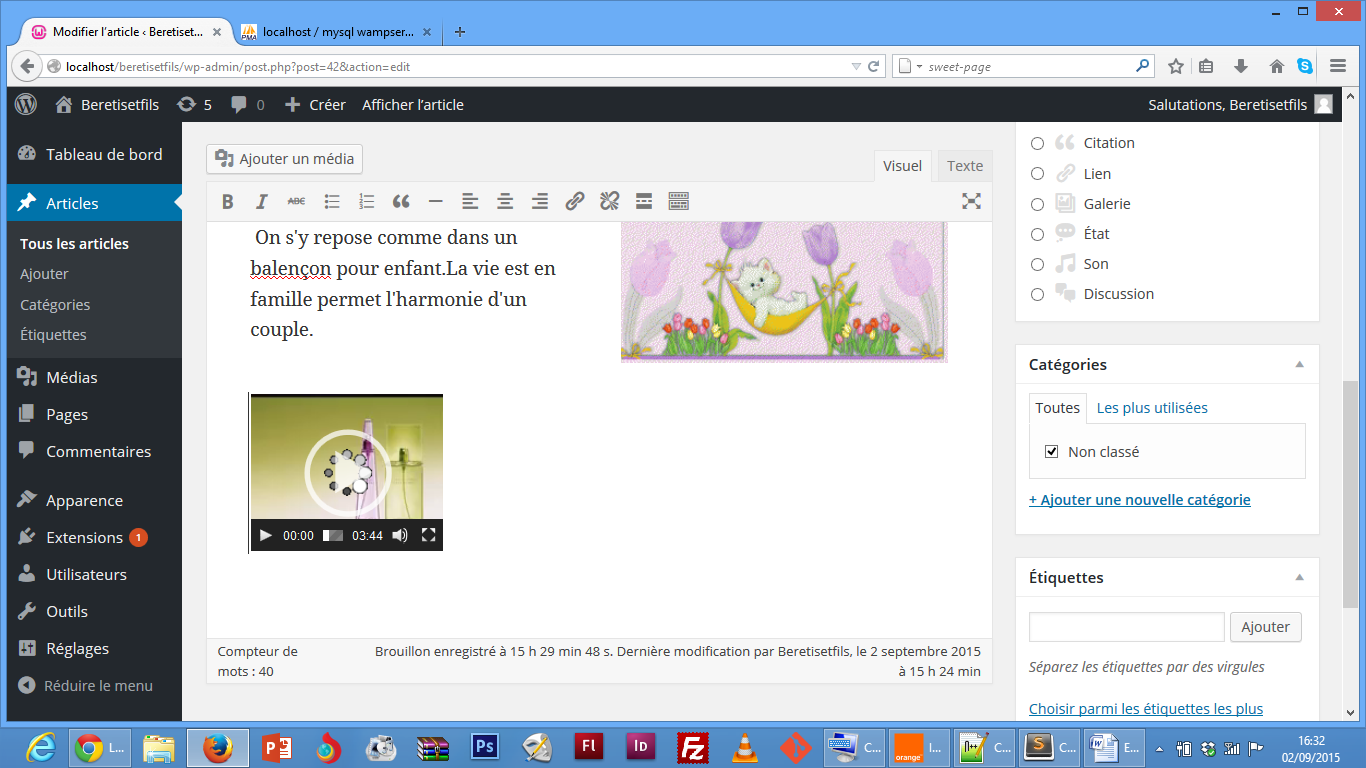 Modifier l'article ‹ Beretiset...
localhost / mysql wampser...
localhost/beretisetfils/wp-admin/post.php?post=42&action=edit
sweet-page
Beretisetfils 5 0 Créer Afficher l'article
Salutations, Beretisetfils
Tableau de bord
Articles
Tous les articles
Ajouter
Catégories
Étiquettes
Médias
Pages
Commentaires
Apparence
Extensions 1
Utilisateurs
Outils
Réglages
Réduire le menu
Ajouter un média
Visuel
Texte
B I ABC
On s'y repose comme dans un
balençon pour enfant.La vie est en
famille permet l'harmonie d'un
couple.
00:00 03:44
Compteur de
mots : 40
Brouillon enregistré à 15 h 29 min 48 s. Dernière modification par Beretisetfils, le 2 septembre 2015
à 15 h 24 min
Citation
Lien
Galerie
État
Son
Discussion
Catégories
Toutes Les plus utilisées
Non classé
+ Ajouter une nouvelle catégorie
Étiquettes
Ajouter
Séparez les étiquettes par des virgules
Choisir parmi les étiquettes les plus
L...
Ps
Fl
Id
Fz
C...
orange
I...
C...
C...
E...
16:32
02/09/2015